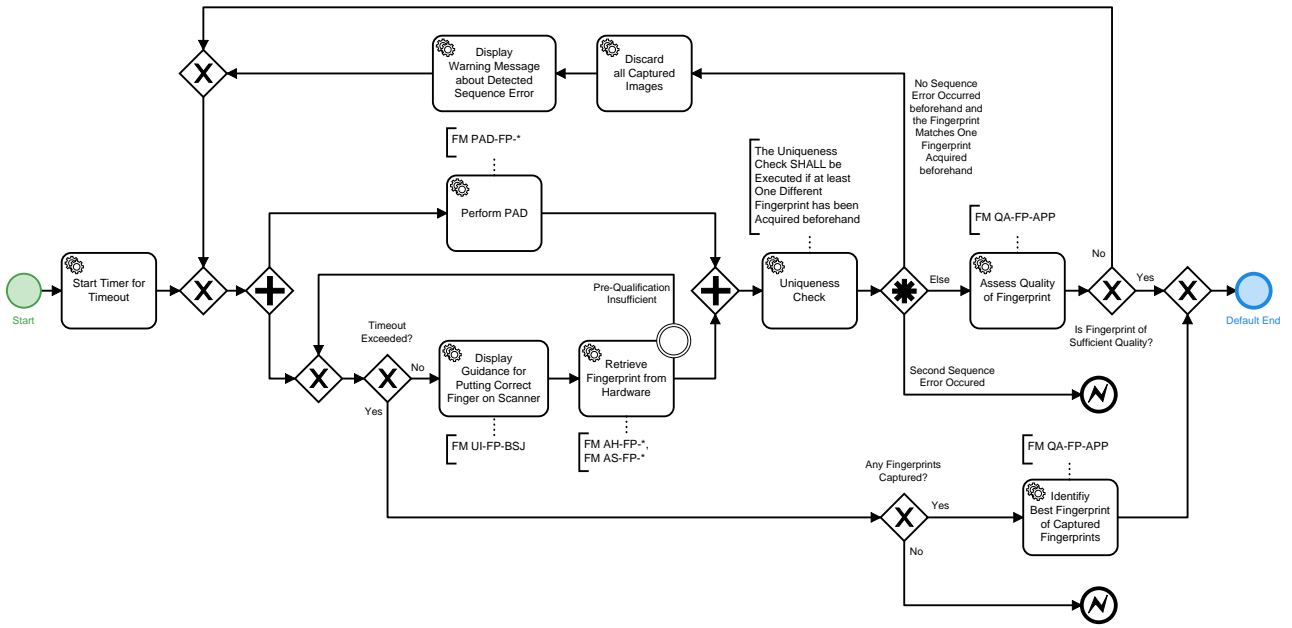 Display
Warning Message
about Detected
Sequence Error
Discard
all Captured
Images
No Sequence
Error Occurred
beforehand and
the Fingerprint
Matches One
Fingerprint
Acquired
beforehand
FM PAD-FP-*
The Uniqueness
Check SHALL be
Executed if at least
One Different
Fingerprint has been
Acquired beforehand
Perform PAD
FM QA-FP-APP
Start
Start Timer for
Timeout
Pre-Qualification
Insufficient
Uniqueness
Check
Else
Assess Quality
of Fingerprint
No
Yes
Is Fingerprint of
Sufficient Quality?
Default End
Timeout
Exceeded?
No
Yes
Display
Guidance for
Putting Correct
Finger on Scanner
Retrieve
Fingerprint from
Hardware
Second Sequence
Error Occured
FM UI-FP-BSJ
FM AH-FP-*,
FM AS-FP-*
FM QA-FP-APP
Any Fingerprints
Captured?
Yes
No
Identifiy
Best Fingerprint
of Captured
Fingerprints